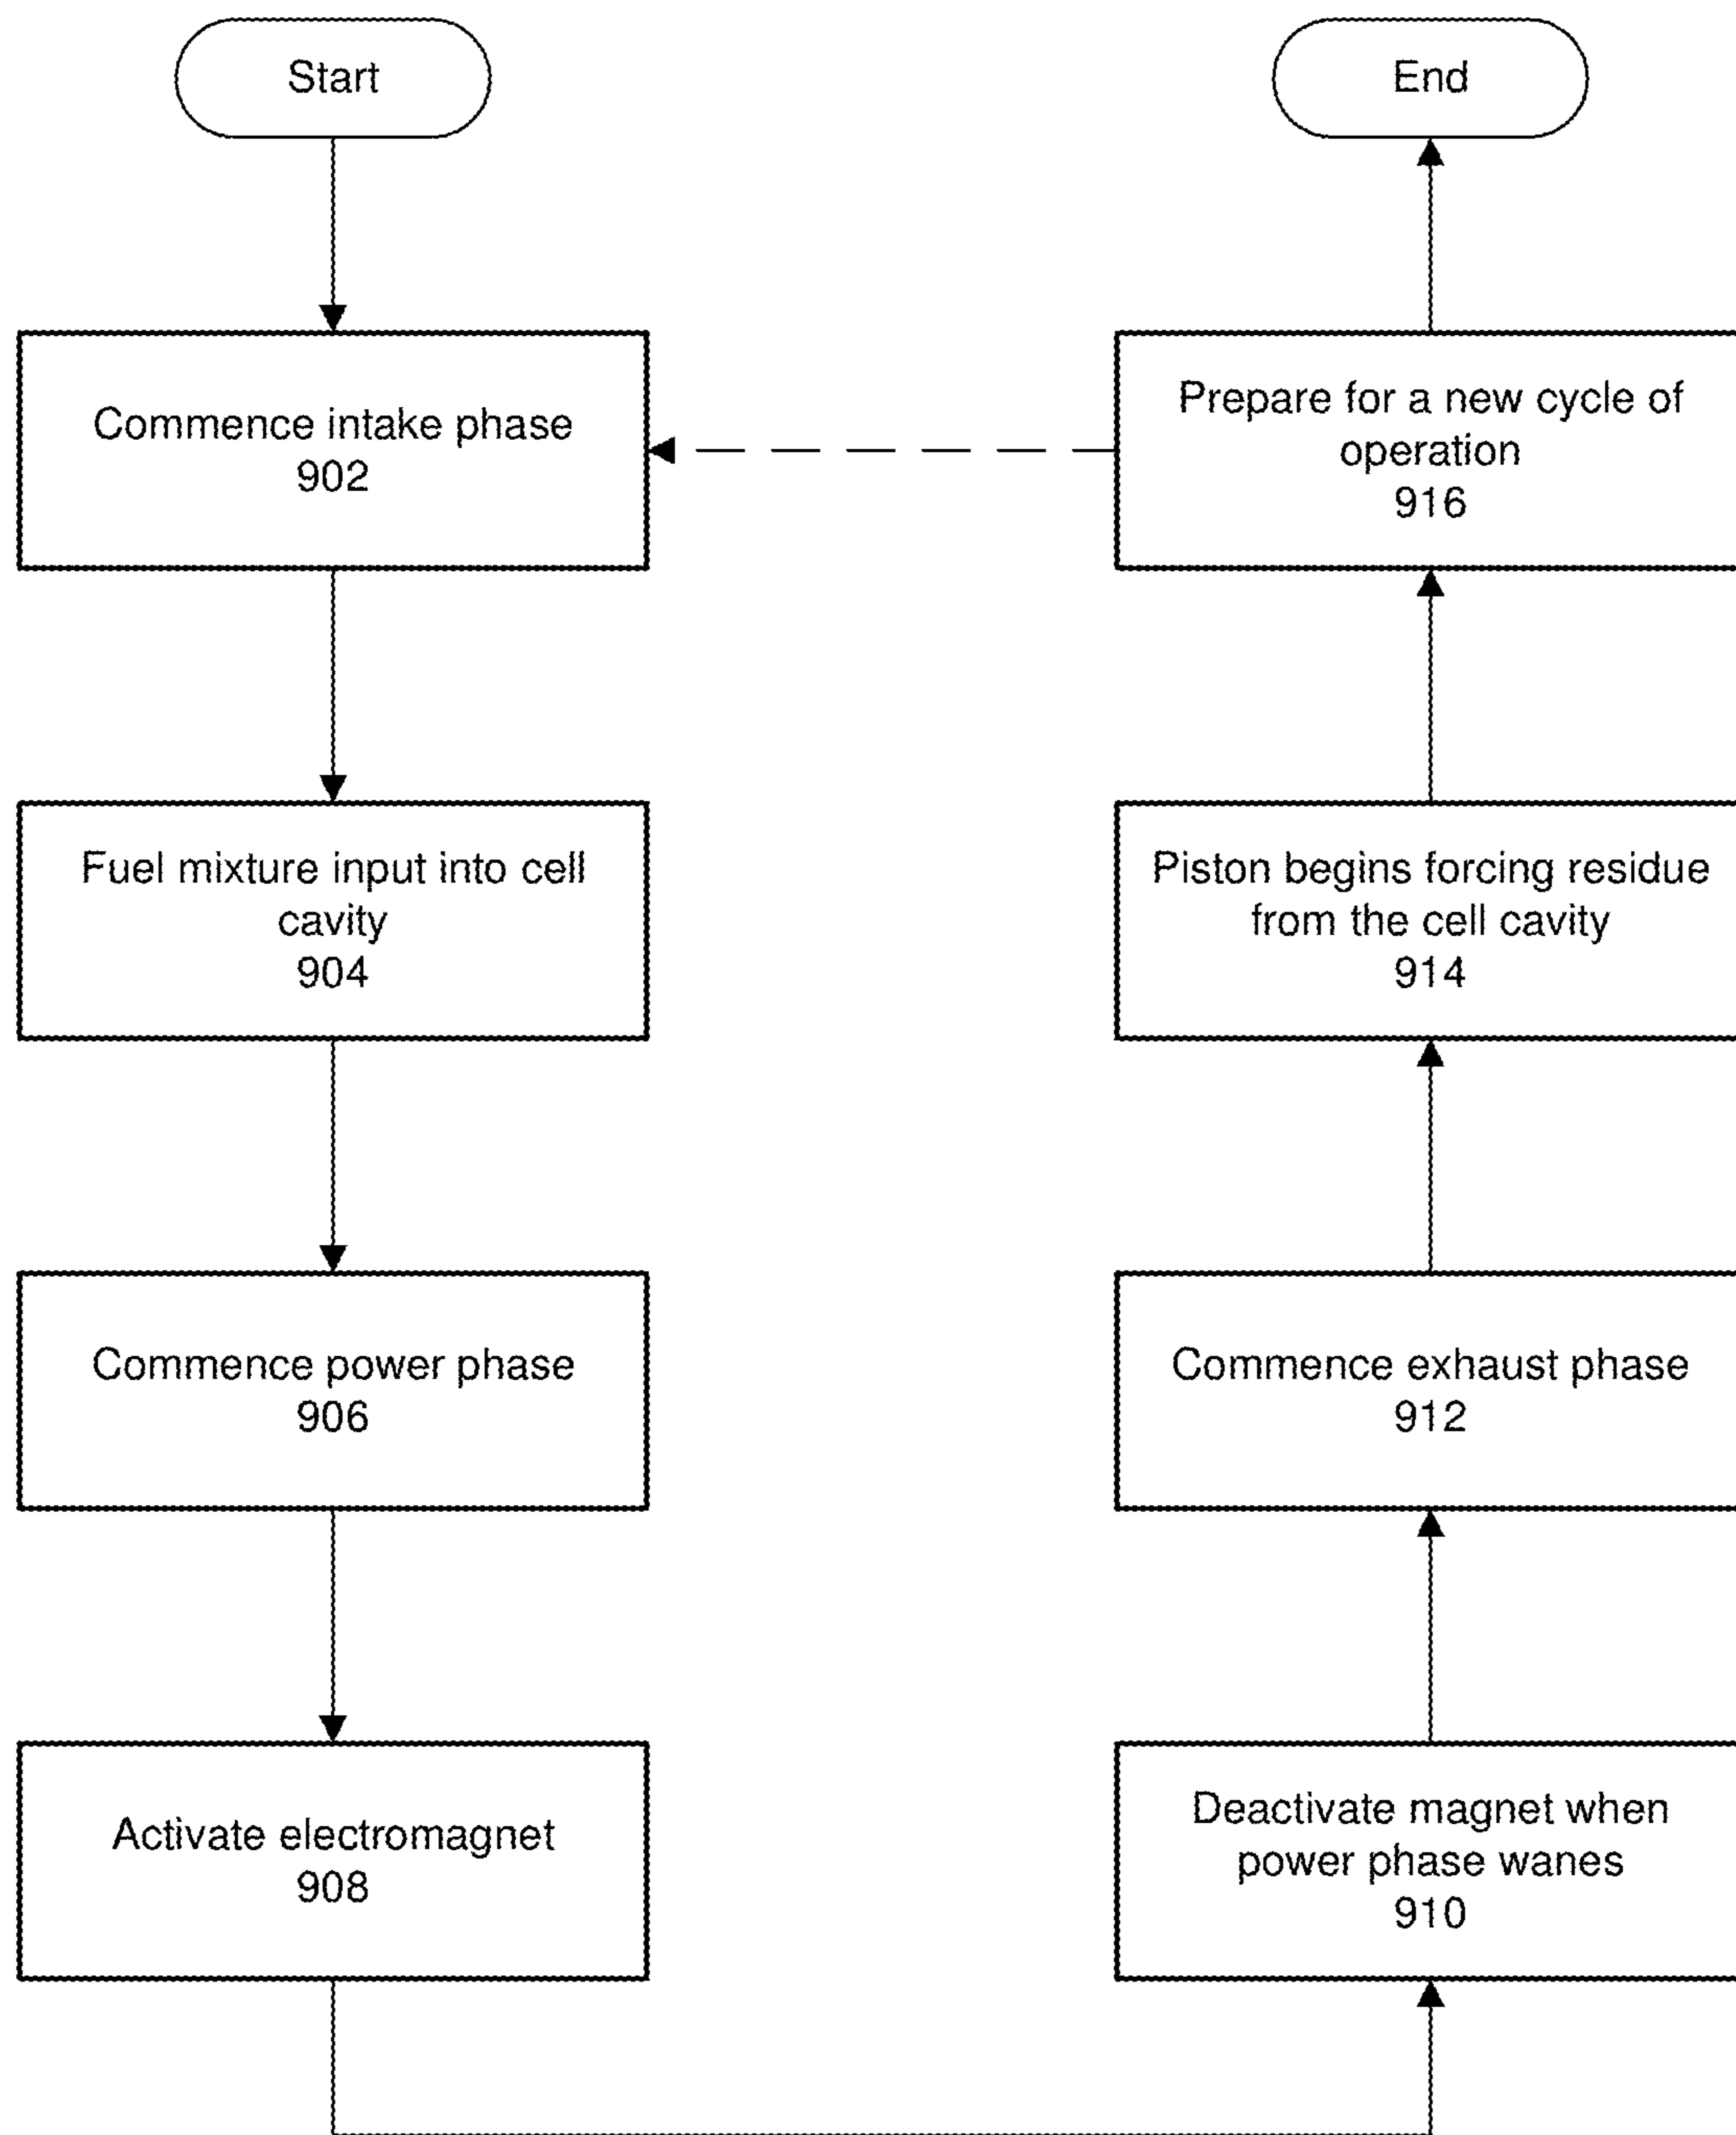 Start
Commence intake phase
902
Fuel mixture input into cell
cavity
904
Commence power phase
906
Activate electromagnet
908
Deactivate magnet when
power phase wanes
910
Commence exhaust phase
912
Piston begins forcing residue
from the cell cavity
914
Prepare for a new cycle of
operation
916
End